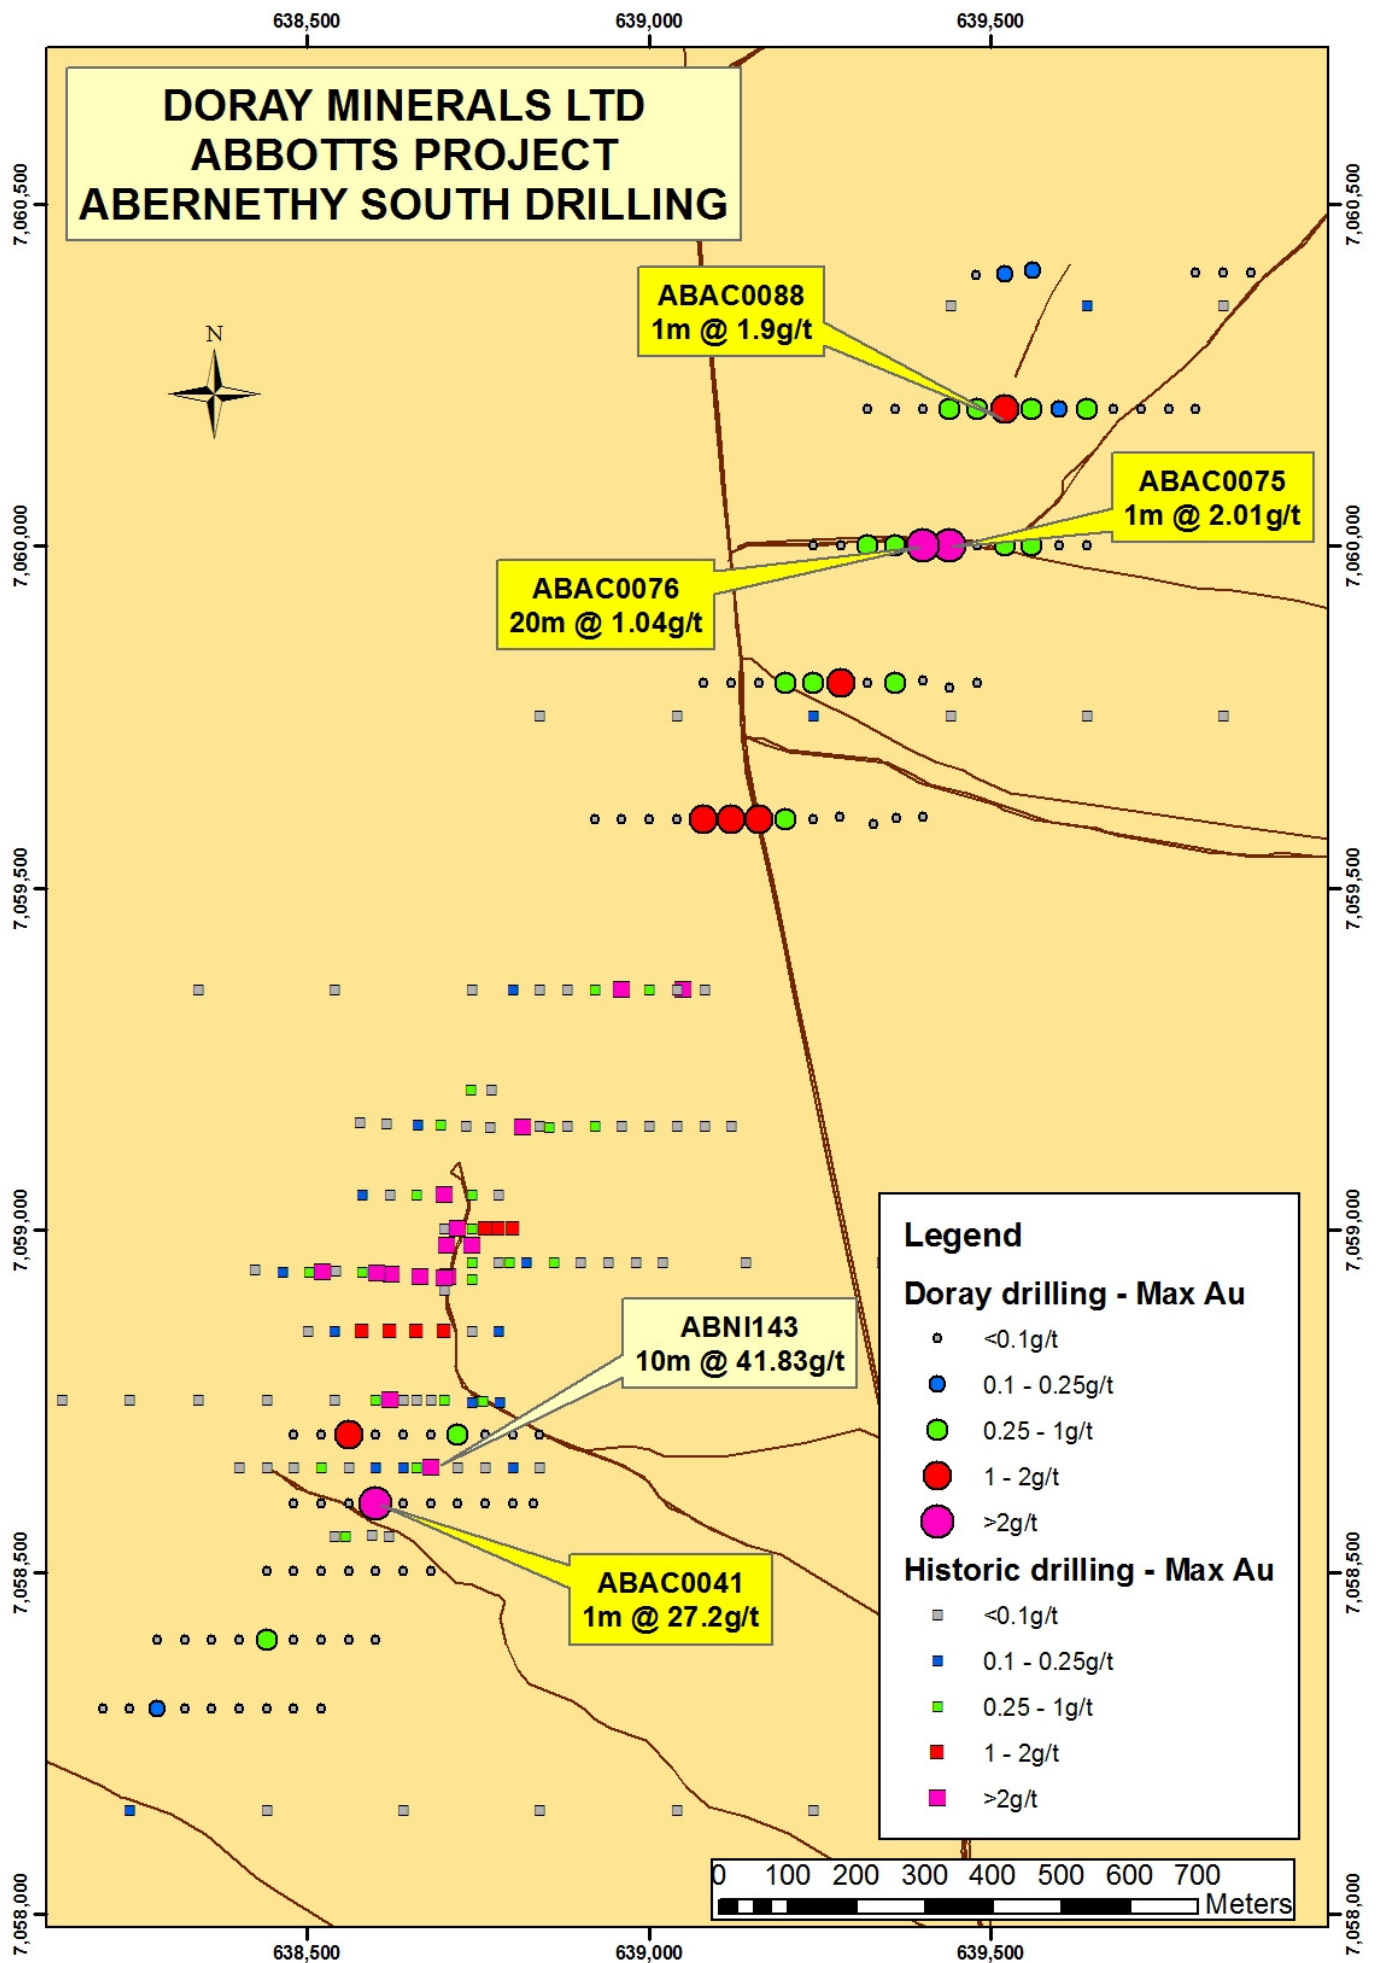 638,500
639,000
639,500
DORAY MINERALS LTD
ABBOTTS PROJECT
ABERNETHY SOUTH DRILLING
7,060,500
7,060,500
N
ABAC0088
1m @ 1.9g/t
ABAC0075
1m @ 2.01g/t
7,060,000
7,060,000
ABAC0076
20m @ 1.04g/t
7,059,500
7,059,500
7,059,000
7,059,000
ABNI143
10m @ 41.83g/t
ABAC0041
1m @ 27.2g/t
7,058,500
7,058,500
Legend
Doray drilling - Max Au
<0.1g/t
0.1 - 0.25g/t
0.25 - 1g/t
1 - 2g/t
>2g/t
Historic drilling - Max Au
<0.1g/t
0.1 - 0.25g/t
0.25 - 1g/t
1 - 2g/t
>2g/t
0 100 200 300 400 500 600 700
Meters
7,058,000
7,058,000
638,500
639,000
639,500